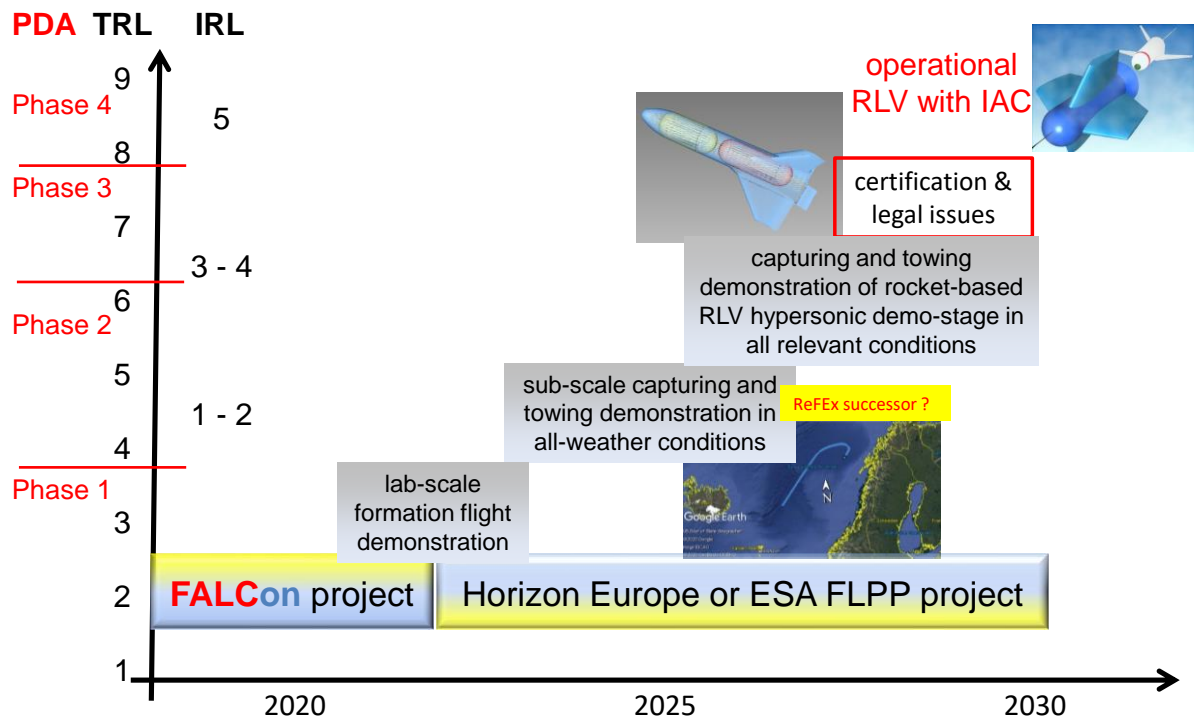 PDA TRL IRL
9
Phase 4
5
8
Phase 3
7
3 - 4
6
Phase 2
5
1 - 2
4
Phase 1
3
2
1
operational
RLV with IAC
certification &
legal issues
capturing and towing
demonstration of rocket-based
RLV hypersonic demo-stage in
all relevant conditions
sub-scale capturing and
towing demonstration in
all-weather conditions
ReFEx successor ?
N
Google Earth
lab-scale
formation flight
demonstration
FALCon project
Horizon Europe or ESA FLPP project
2020
2025
2030